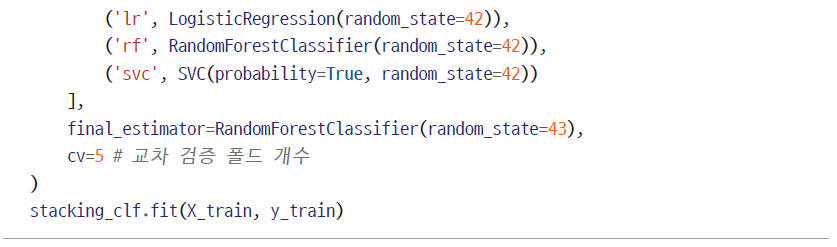 ('lr', LogisticRegression(random_state=42)),
('rf', RandomForestClassifier(random_state=42)),
('svc', SVC(probability=True, random_state=42))
],
final_estimator=RandomForestClassifier(random_state=43),
cv=5 # 교차 검증 폴드 개수
)
stacking_clf.fit(X_train, y_train)